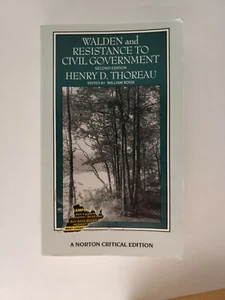 WALDEN and
RESISTANCE TO
CIVIL GOVERNMENT
SECOND EDITION
HENRY D. THOREAU
EDITED BY WILLIAM ROSSI
A NORTON CRITICAL EDITION